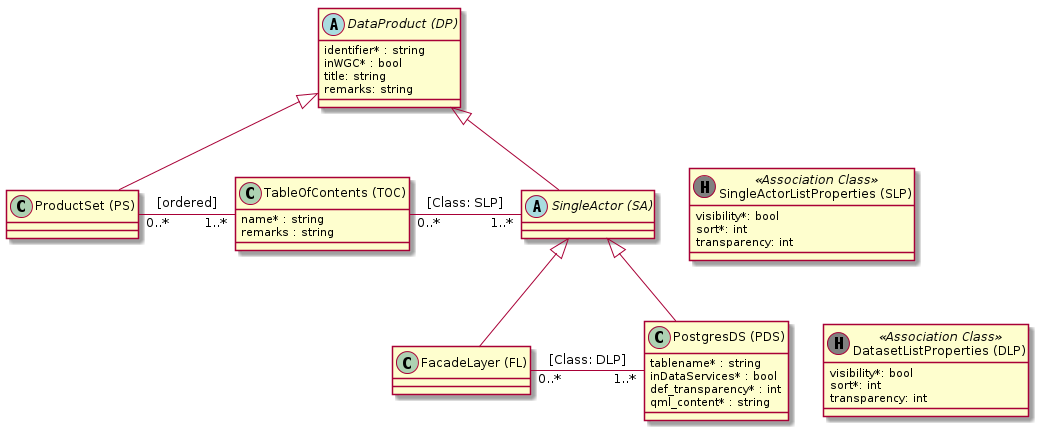 A DataProduct (DP)
identifier* : string
inWGC* : bool
title: string
remarks: string
C ProductSet (PS)
[ordered]
0..* 1..*
C TableOfContents (TOC)
name* : string
remarks : string
[Class: SLP]
0..* 1..*
A SingleActor (SA)
H «Association Class»
SingleActorListProperties (SLP)
visibility*: bool
sort*: int
transparency: int
C FacadeLayer (FL)
[Class: DLP]
0..* 1..*
C PostgresDS (PDS)
tablename* : string
inDataServices* : bool
def_transparency* : int
qml_content* : string
H «Association Class»
DatasetListProperties (DLP)
visibility*: bool
sort*: int
transparency: int